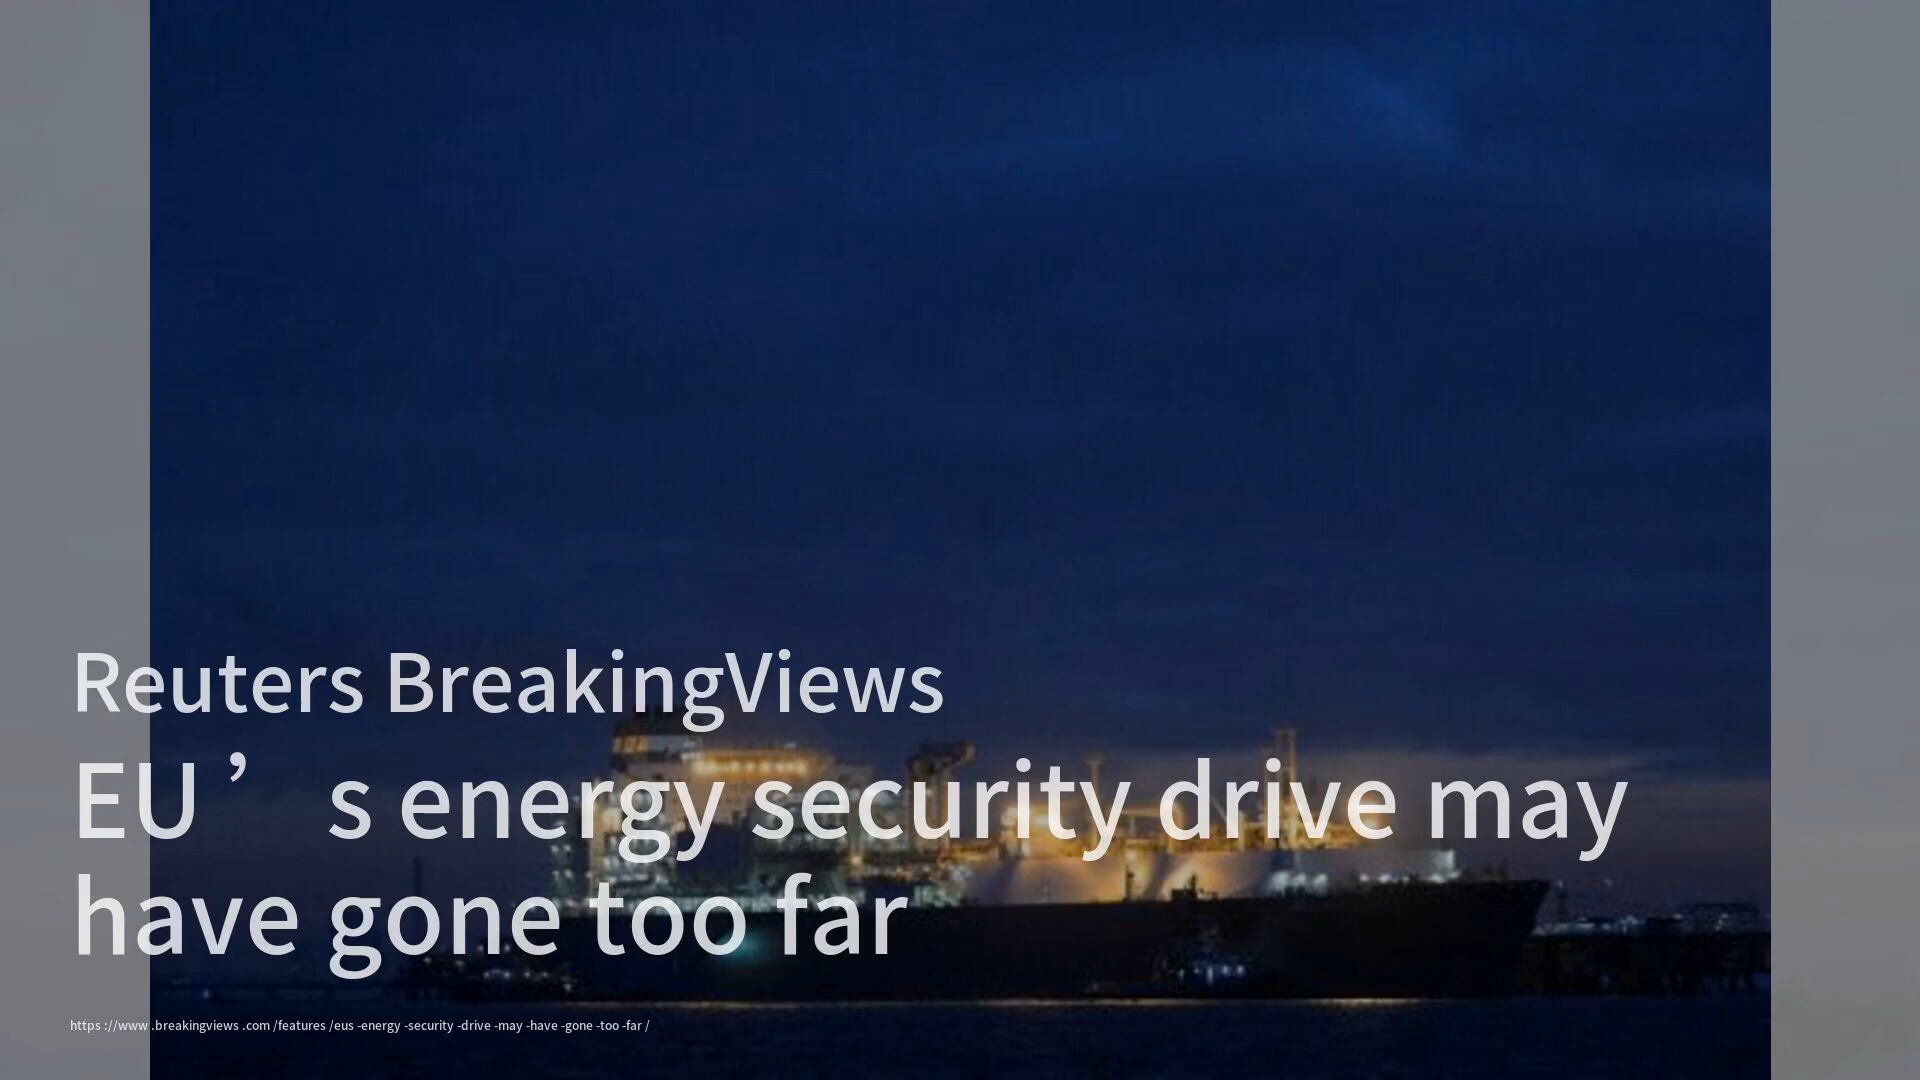 Reuters BreakingViews
EU’s energy security drive may
have gone too far
https ://www .breakingviews .com /features /eus -energy -security -drive -may -have -gone -too -far /